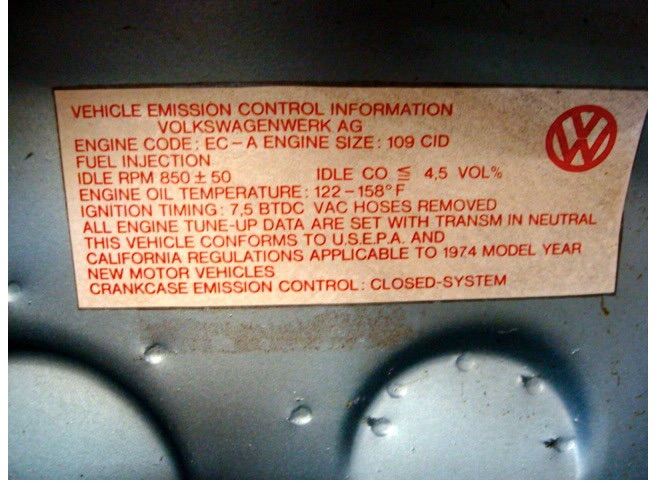 VEHICLE EMISSION CONTROL INFORMATION
VOLKSWAGENWERK AG
ENGINE CODE: EC-A ENGINE SIZE: 109 CID
FUEL INJECTION
IDLE RPM 850 ± 50 IDLE CO ≦ 4,5 VOL%
ENGINE OIL TEMPERATURE: 122-158° F
IGNITION TIMING: 7,5 BTDC VAC HOSES REMOVED
ALL ENGINE TUNE-UP DATA ARE SET WITH TRANSM IN NEUTRAL
THIS VEHICLE CONFORMS TO U.S.E.P.A. AND
CALIFORNIA REGULATIONS APPLICABLE TO 1974 MODEL YEAR
NEW MOTOR VEHICLES
CRANKCASE EMISSION CONTROL: CLOSED-SYSTEM
VW